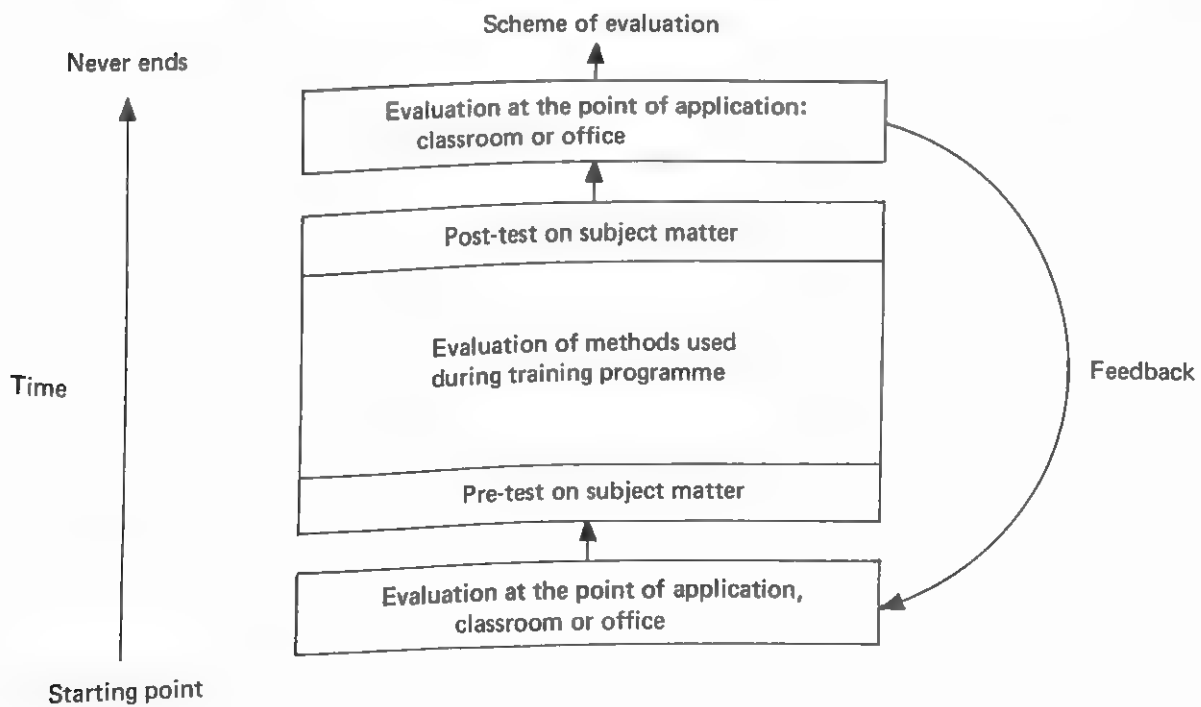 Scheme of evaluation
Never ends
Evaluation at the point of application:
classroom or office
Post-test on subject matter
Evaluation of methods used
during training programme
Time
Feedback
Pre-test on subject matter
Evaluation at the point of application,
classroom or office
Starting point